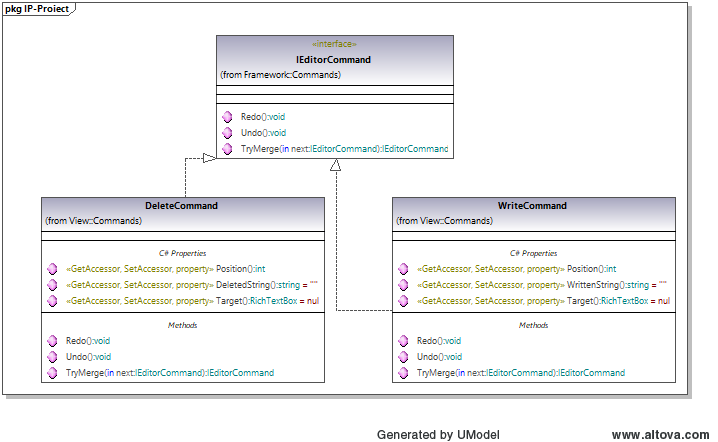 pkg IP-Project
«interface»
IEditorCommand
(from Framework::Commands)
Redo():void
Undo():void
TryMerge(in next:IEditorCommand):IEditorCommand
DeleteCommand
(from View::Commands)
C# Properties
«GetAccessor, SetAccessor, property» Position():int
«GetAccessor, SetAccessor, property» DeletedString():string = ""
«GetAccessor, SetAccessor, property» Target():RichTextBox = nul
Methods
Redo():void
Undo():void
TryMerge(in next:IEditorCommand):IEditorCommand
WriteCommand
(from View::Commands)
C# Properties
«GetAccessor, SetAccessor, property» Position():int
«GetAccessor, SetAccessor, property» WrittenString():string = ""
«GetAccessor, SetAccessor, property» Target():RichTextBox = nul
Methods
Redo():void
Undo():void
TryMerge(in next:IEditorCommand):IEditorCommand
Generated by UModel www.altova.com